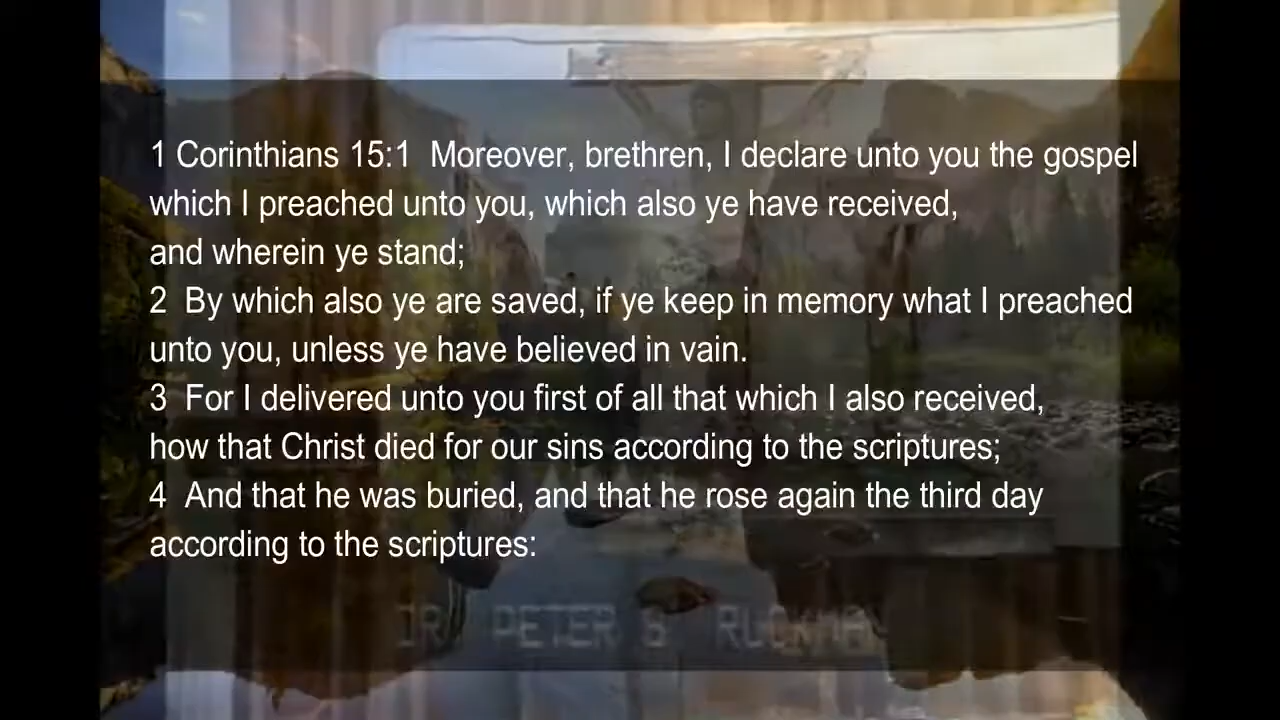 1 Corinthians 15:1  Moreover, brethren, I declare unto you the gospel
which I preached unto you, which also ye have received,
and wherein ye stand;
2  By which also ye are saved, if ye keep in memory what I preached
unto you, unless ye have believed in vain.
3  For I delivered unto you first of all that which I also received,
how that Christ died for our sins according to the scriptures;
4  And that he was buried, and that he rose again the third day
according to the scriptures:
DR PETER S RUCKMAN